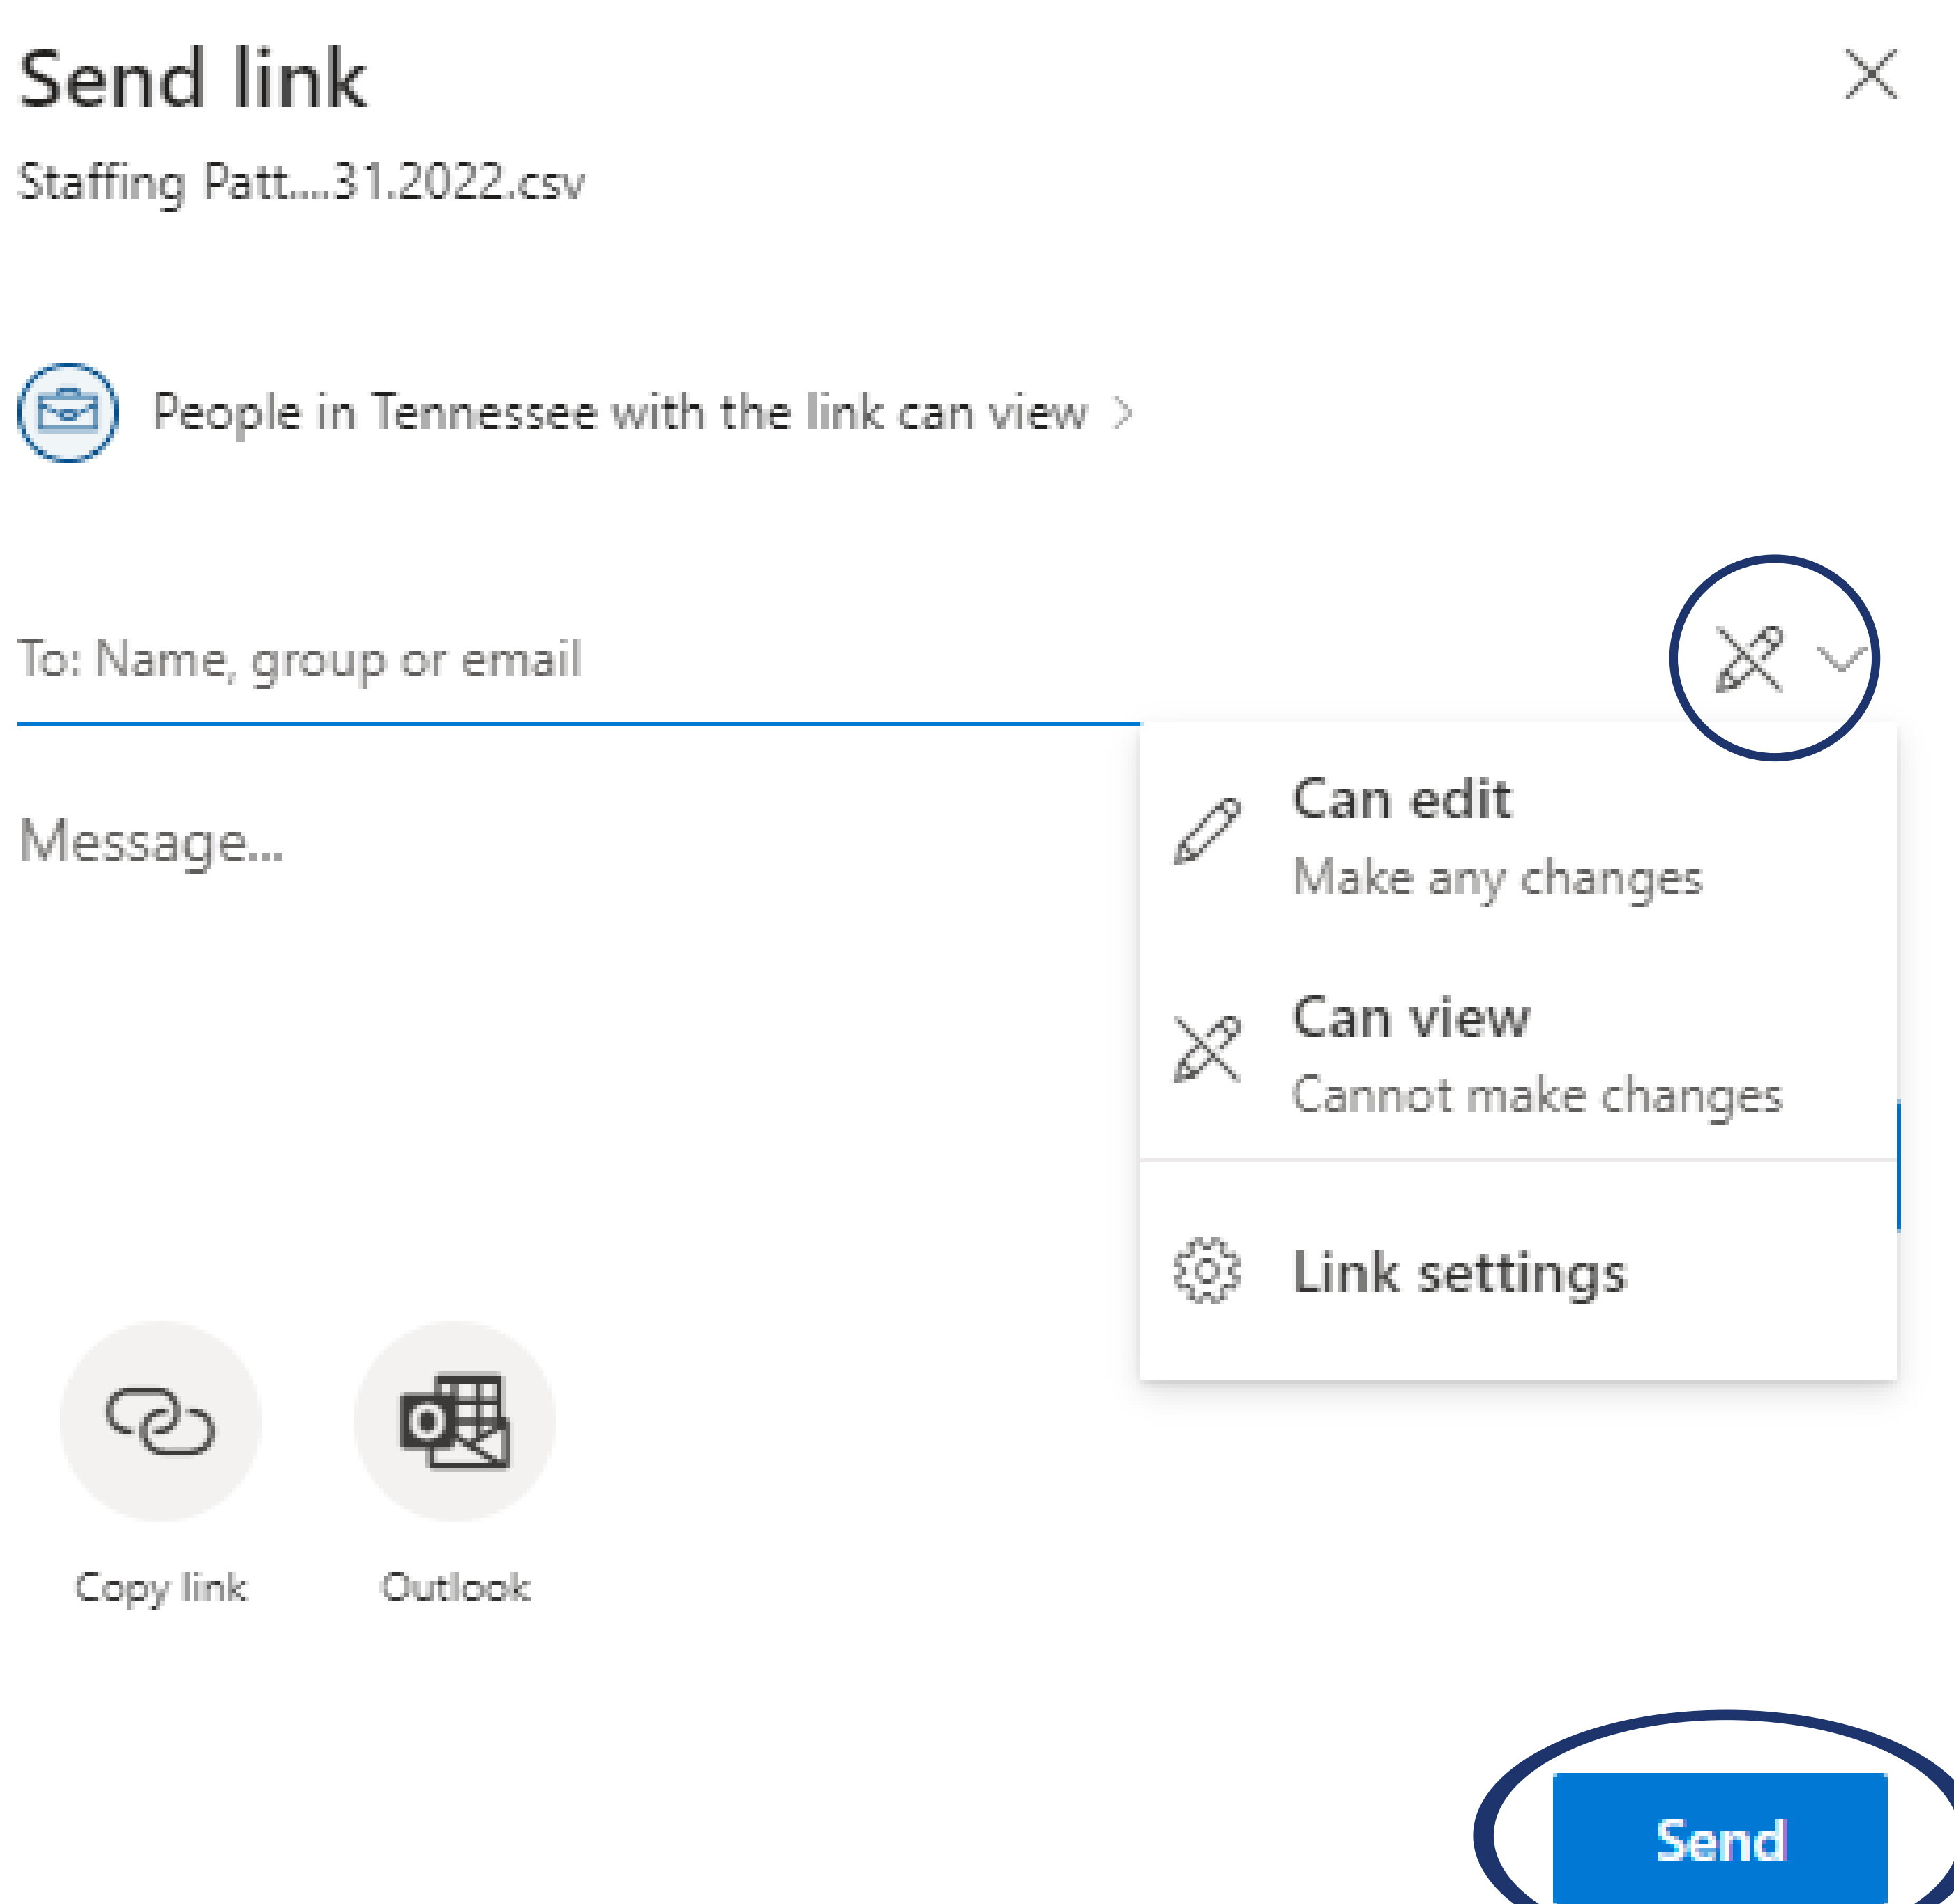 Send link
Staffing Patt....31.2022.csv
People in Tennessee with the link can view
To: Name, group or email
Message...
Can edit
Make any changes
Can view
Cannot make changes
Link settings
Copy link
Outlook
Send